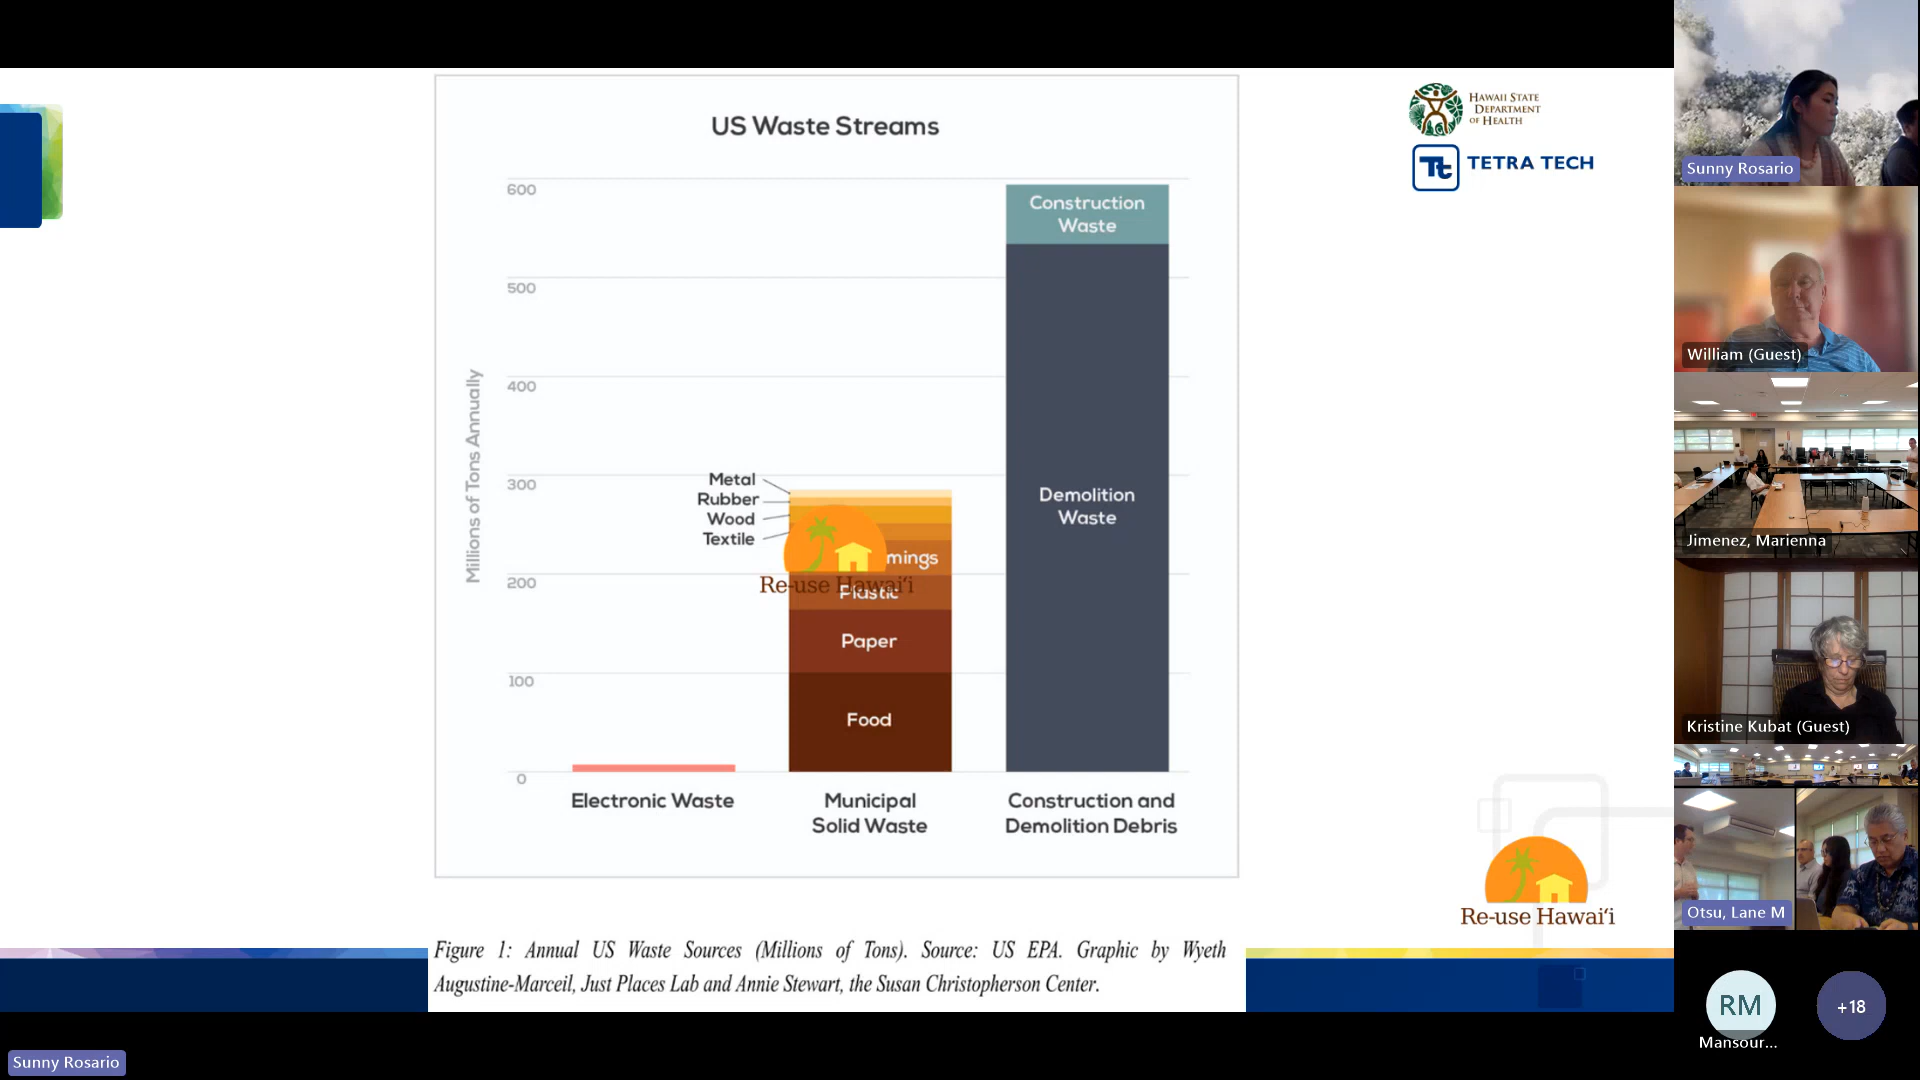 US Waste Streams
HAWAII STATE
DEPARTMENT
OF HEALTH
Tt TETRA TECH
Millions of Tons Annually
600
500
400
300
200
100
0
Construction
Waste
Demolition
Waste
Metal
Rubber
Wood
Textile
mings
Re-use Hawai‘i
Plastic
Paper
Food
Electronic Waste
Municipal
Solid Waste
Construction and
Demolition Debris
Re-use Hawai‘i
Figure 1: Annual US Waste Sources (Millions of Tons). Source: US EPA. Graphic by Wyeth
Augustine-Marceil, Just Places Lab and Annie Stewart, the Susan Christopherson Center.
Sunny Rosario
Sunny Rosario
William (Guest)
Jimenez, Marienna
Kristine Kubat (Guest)
Otsu, Lane M
RM
Mansour...
+18